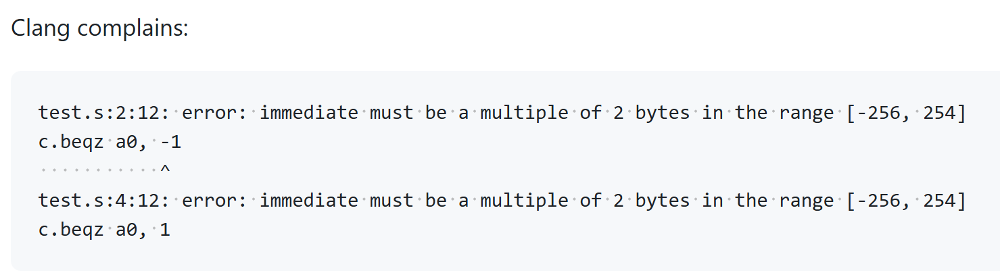 Clang complains:
test.s:2:12: error: immediate must be a multiple of 2 bytes in the range [-256, 254]
c.beqz a0, -1
           ^
test.s:4:12: error: immediate must be a multiple of 2 bytes in the range [-256, 254]
c.beqz a0, 1